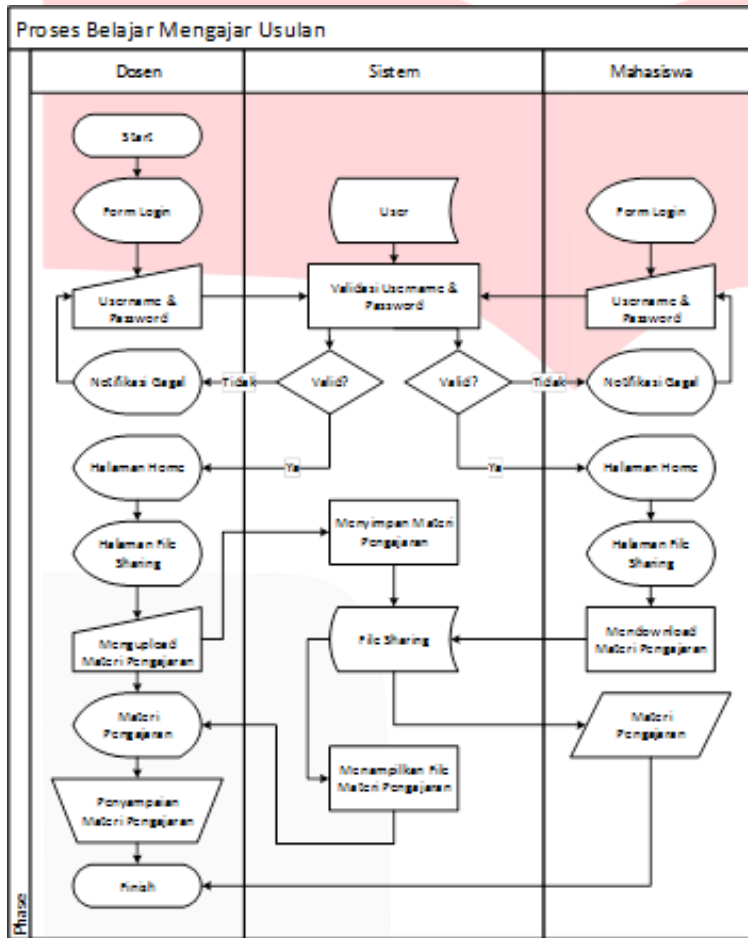 Proses Belajar Mengajar Usulan
Dosen
Sistem
Mahasiswa
Start
Form Login
User
Form Login
Username &
Password
Validasi Username &
Password
Username &
Password
Notifikasi Gagal
Tidak
Valid?
Valid?
Tidak
Notifikasi Gagal
Halaman Home
Ya
Ya
Halaman Home
Halaman File
Sharing
Menyimpan Materi
Pengajaran
Halaman File
Sharing
Mengupload
Materi Pengajaran
File Sharing
Mendownload
Materi Pengajaran
Materi
Pengajaran
Materi
Pengajaran
Menampilkan File
Materi Pengajaran
Penyampaian
Materi Pengajaran
Finish
Phase